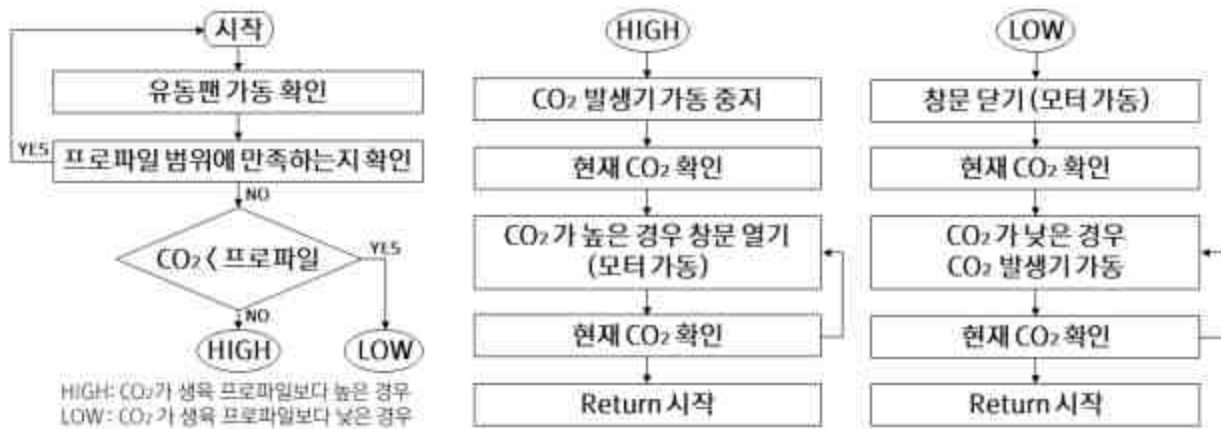 시작
유동팬 가동 확인
YES
프로파일 범위에 만족하는지 확인
NO
CO₂ < 프로파일
YES
NO
HIGH
LOW
HIGH: CO₂가 생육 프로파일보다 높은 경우
LOW : CO₂가 생육 프로파일보다 낮은 경우
HIGH
CO₂ 발생기 가동 중지
현재 CO₂ 확인
CO₂가 높은 경우 창문 열기
(모터 가동)
현재 CO₂ 확인
Return 시작
LOW
창문 닫기 (모터 가동)
현재 CO₂ 확인
CO₂가 낮은 경우
CO₂ 발생기 가동
현재 CO₂ 확인
Return 시작